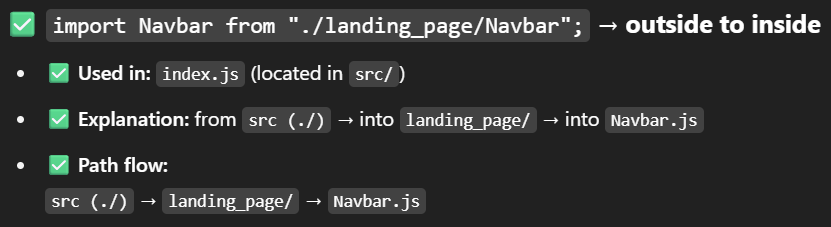 ✅ import Navbar from "./landing_page/Navbar"; → outside to inside
• ✅ Used in: index.js (located in src/)
• ✅ Explanation: from src (./) → into landing_page/ → into Navbar.js
• ✅ Path flow:
src (./) → landing_page/ → Navbar.js